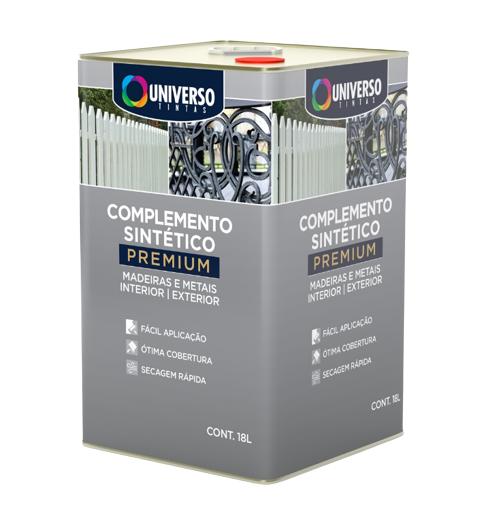 UNIVERSO
TINTAS
COMPLEMENTO
SINTÉTICO
PREMIUM
MADEIRAS E METAIS
INTERIOR | EXTERIOR
FÁCIL APLICAÇÃO
ÓTIMA COBERTURA
SECAGEM RÁPIDA
CONT. 18L
UNIVERSO
TINTAS
COMPLEMENTO
SINTÉTICO
PREMIUM
MADEIRAS E METAIS
INTERIOR | EXTERIOR
FÁCIL APLICAÇÃO
ÓTIMA COBERTURA
SECAGEM RÁPIDA
CONT. 18L